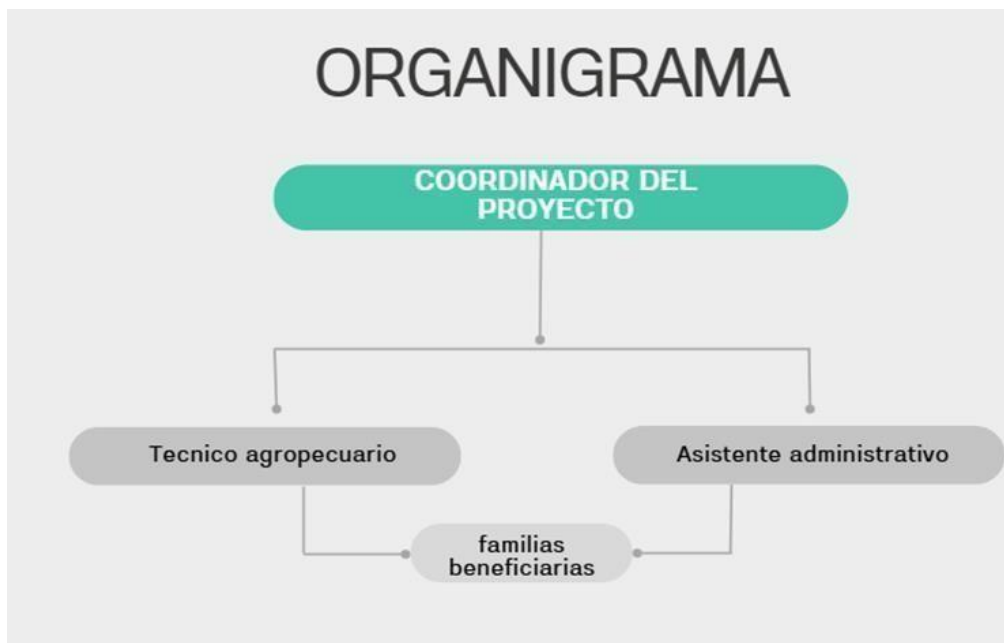 ORGANIGRAMA
COORDINADOR DEL
PROYECTO
Tecnico agropecuario
Asistente administrativo
familias
beneficiarias